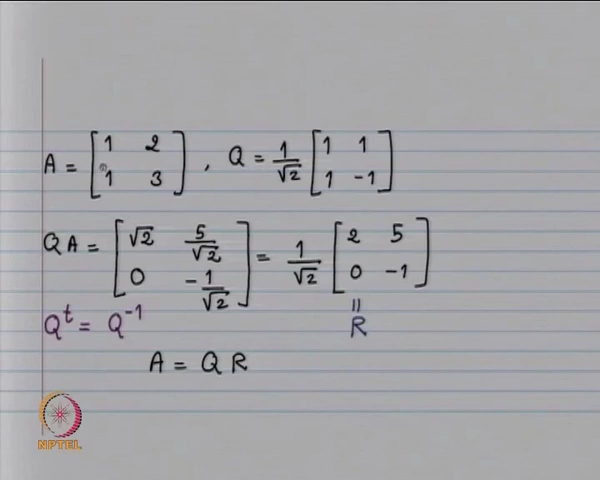 A = [1 2; 1 3] , Q = 1/√2 [1 1; 1 -1]
QA = [√2 5/√2; 0 -1/√2] = 1/√2 [2 5; 0 -1]
Qᵗ = Q⁻¹ = R
A = QR
NPTEL